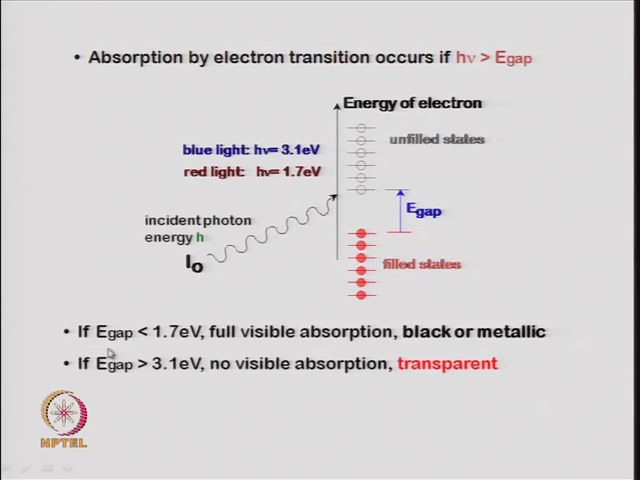 • Absorption by electron transition occurs if hν > Egap
Energy of electron
unfilled states
blue light: hν= 3.1eV
red light: hν= 1.7eV
Egap
incident photon
energy h
Io
filled states
• If Egap < 1.7eV, full visible absorption, black or metallic
• If Egap > 3.1eV, no visible absorption, transparent
NPTEL